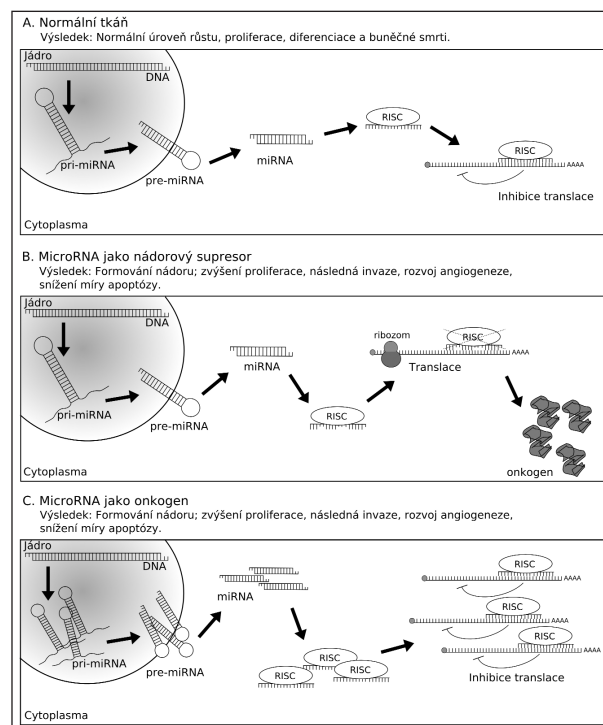 A. Normální tkáň
Výsledek: Normální úroveň růstu, proliferace, diferenciace a buněčné smrti.
Jádro
DNA
pri-miRNA
pre-miRNA
miRNA
RISC
RISC
AAAA
Inhibice translace
Cytoplasma
B. MicroRNA jako nádorový supresor
Výsledek: Formování nádoru; zvýšení proliferace, následná invaze, rozvoj angiogeneze,
snížení míry apoptózy.
Jádro
DNA
pri-miRNA
pre-miRNA
miRNA
RISC
ribozom
RISC
AAAA
Translace
onkogen
Cytoplasma
C. MicroRNA jako onkogen
Výsledek: Formování nádoru; zvýšení proliferace, následná invaze, rozvoj angiogeneze,
snížení míry apoptózy.
Jádro
DNA
pri-miRNA
pre-miRNA
miRNA
RISC
RISC
RISC
RISC
AAAA
RISC
AAAA
RISC
AAAA
Inhibice translace
Cytoplasma